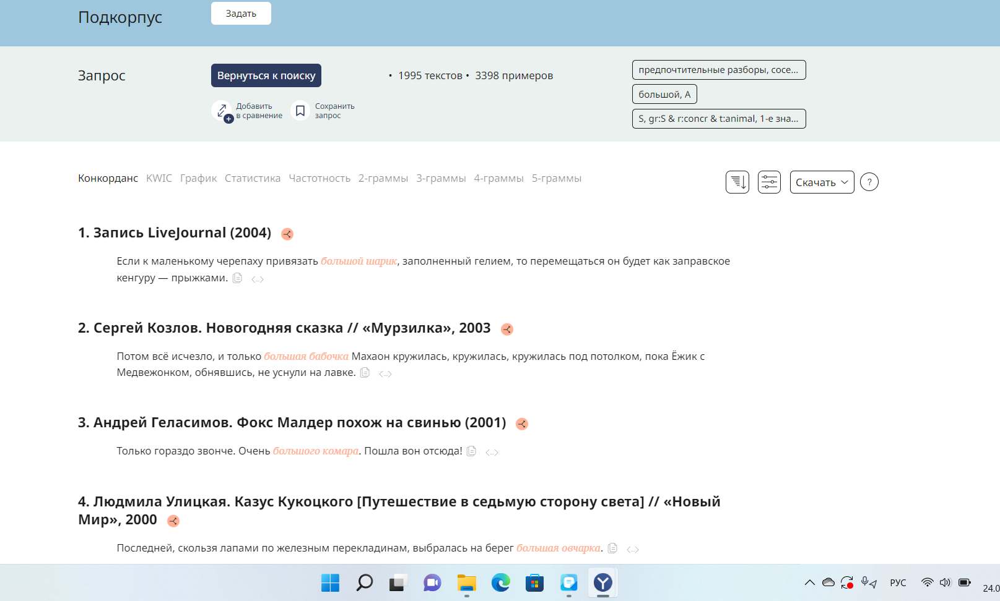 Подкорпус
Задать
Запрос
Вернуться к поиску
• 1995 текстов • 3398 примеров
предпочтительные разборы, сосе...
большой, A
S, gr:S & r:concr & t:animal, 1-е зна...
Добавить
в сравнение
Сохранить
запрос
Конкорданс KWIC График Статистика Частотность 2-граммы 3-граммы 4-граммы 5-граммы
Скачать
?
1. Запись LiveJournal (2004)
Если к маленькому черепаху привязать большой шарик, заполненный гелием, то перемещаться он будет как заправское
кенгуру — прыжками. <...>
2. Сергей Козлов. Новогодняя сказка // «Мурзилка», 2003
Потом всё исчезло, и только большая бабочка Махаон кружилась, кружилась, кружилась под потолком, пока Ёжик с
Медвежонком, обнявшись, не уснули на лавке. <...>
3. Андрей Геласимов. Фокс Малдер похож на свинью (2001)
Только гораздо звонче. Очень большого комара. Пошла вон отсюда! <...>
4. Людмила Улицкая. Казус Кукоцкого [Путешествие в седьмую сторону света] // «Новый
Мир», 2000
Последней, скользя лапами по железным перекладинам, выбралась на берег большая овчарка. <...>
РУС
24.0